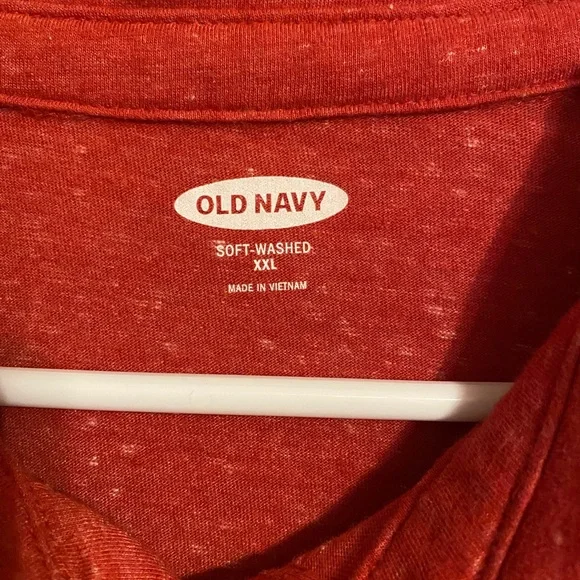 OLD NAVY
SOFT-WASHED
XXL
MADE IN VIETNAM